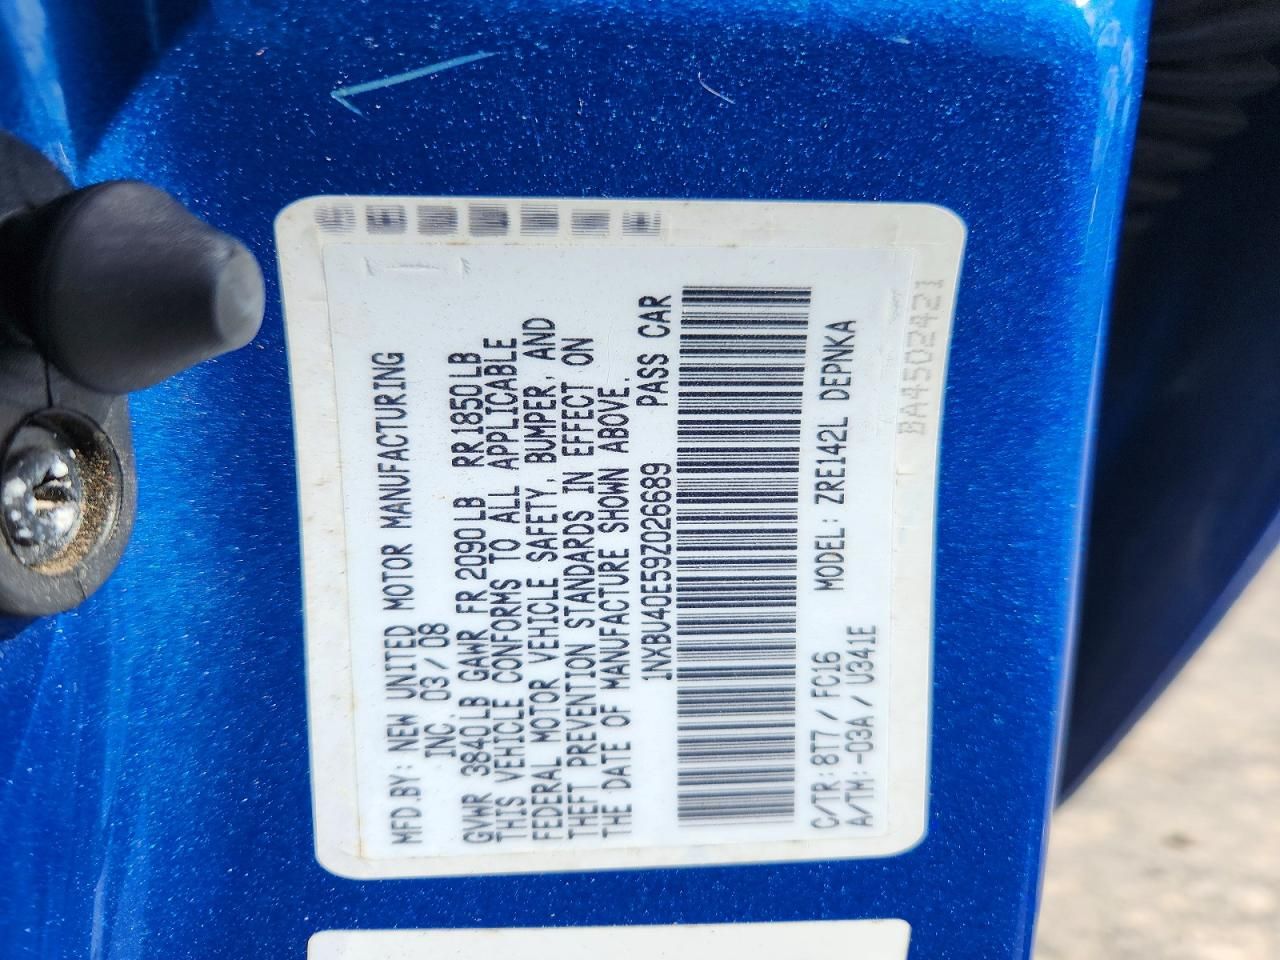 MFD.BY: NEW UNITED MOTOR MANUFACTURING
INC. 03/08
GVWR 3840LB GAWR FR 2090LB RR 1850LB
THIS VEHICLE CONFORMS TO ALL APPLICABLE
FEDERAL MOTOR VEHICLE SAFETY, BUMPER, AND
THEFT PREVENTION STANDARDS IN EFFECT ON
THE DATE OF MANUFACTURE SHOWN ABOVE.
1NXBU40E59Z026689 PASS CAR
C/TR:8T7/FC16 MODEL: ZRE142L DEPNKA
A/TM:-03A/U341E
BA4502421